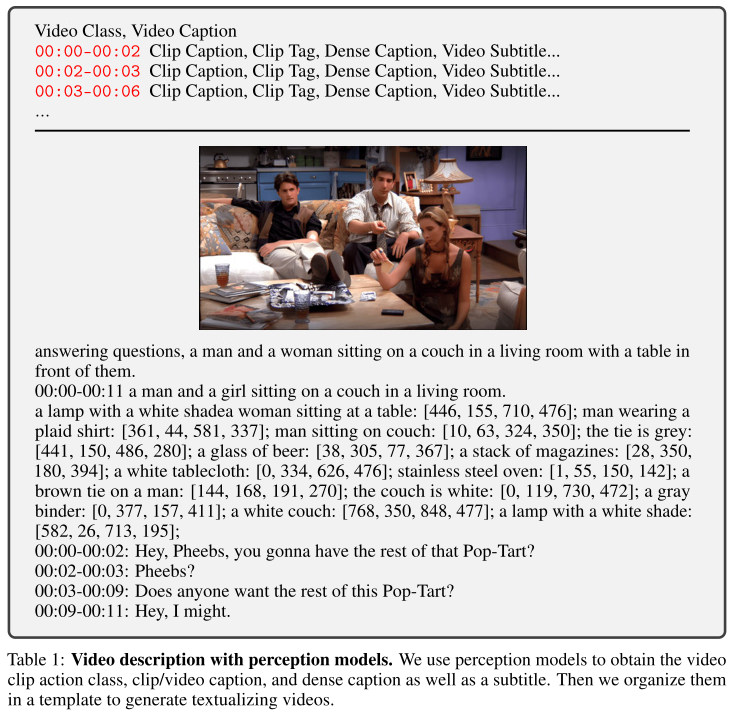 Video Class, Video Caption
00:00-00:02 Clip Caption, Clip Tag, Dense Caption, Video Subtitle...
00:02-00:03 Clip Caption, Clip Tag, Dense Caption, Video Subtitle...
00:03-00:06 Clip Caption, Clip Tag, Dense Caption, Video Subtitle...
...
answering questions, a man and a woman sitting on a couch in a living room with a table in
front of them.
00:00-00:11 a man and a girl sitting on a couch in a living room.
a lamp with a white shadea woman sitting at a table: [446, 155, 710, 476]; man wearing a
plaid shirt: [361, 44, 581, 337]; man sitting on couch: [10, 63, 324, 350]; the tie is grey:
[441, 150, 486, 280]; a glass of beer: [38, 305, 77, 367]; a stack of magazines: [28, 350,
180, 394]; a white tablecloth: [0, 334, 626, 476]; stainless steel oven: [1, 55, 150, 142]; a
brown tie on a man: [144, 168, 191, 270]; the couch is white: [0, 119, 730, 472]; a gray
binder: [0, 377, 157, 411]; a white couch: [768, 350, 848, 477]; a lamp with a white shade:
[582, 26, 713, 195];
00:00-00:02: Hey, Pheebs, you gonna have the rest of that Pop-Tart?
00:02-00:03: Pheebs?
00:03-00:09: Does anyone want the rest of this Pop-Tart?
00:09-00:11: Hey, I might.
Table 1: Video description with perception models. We use perception models to obtain the video
clip action class, clip/video caption, and dense caption as well as a subtitle. Then we organize them
in a template to generate textualizing videos.